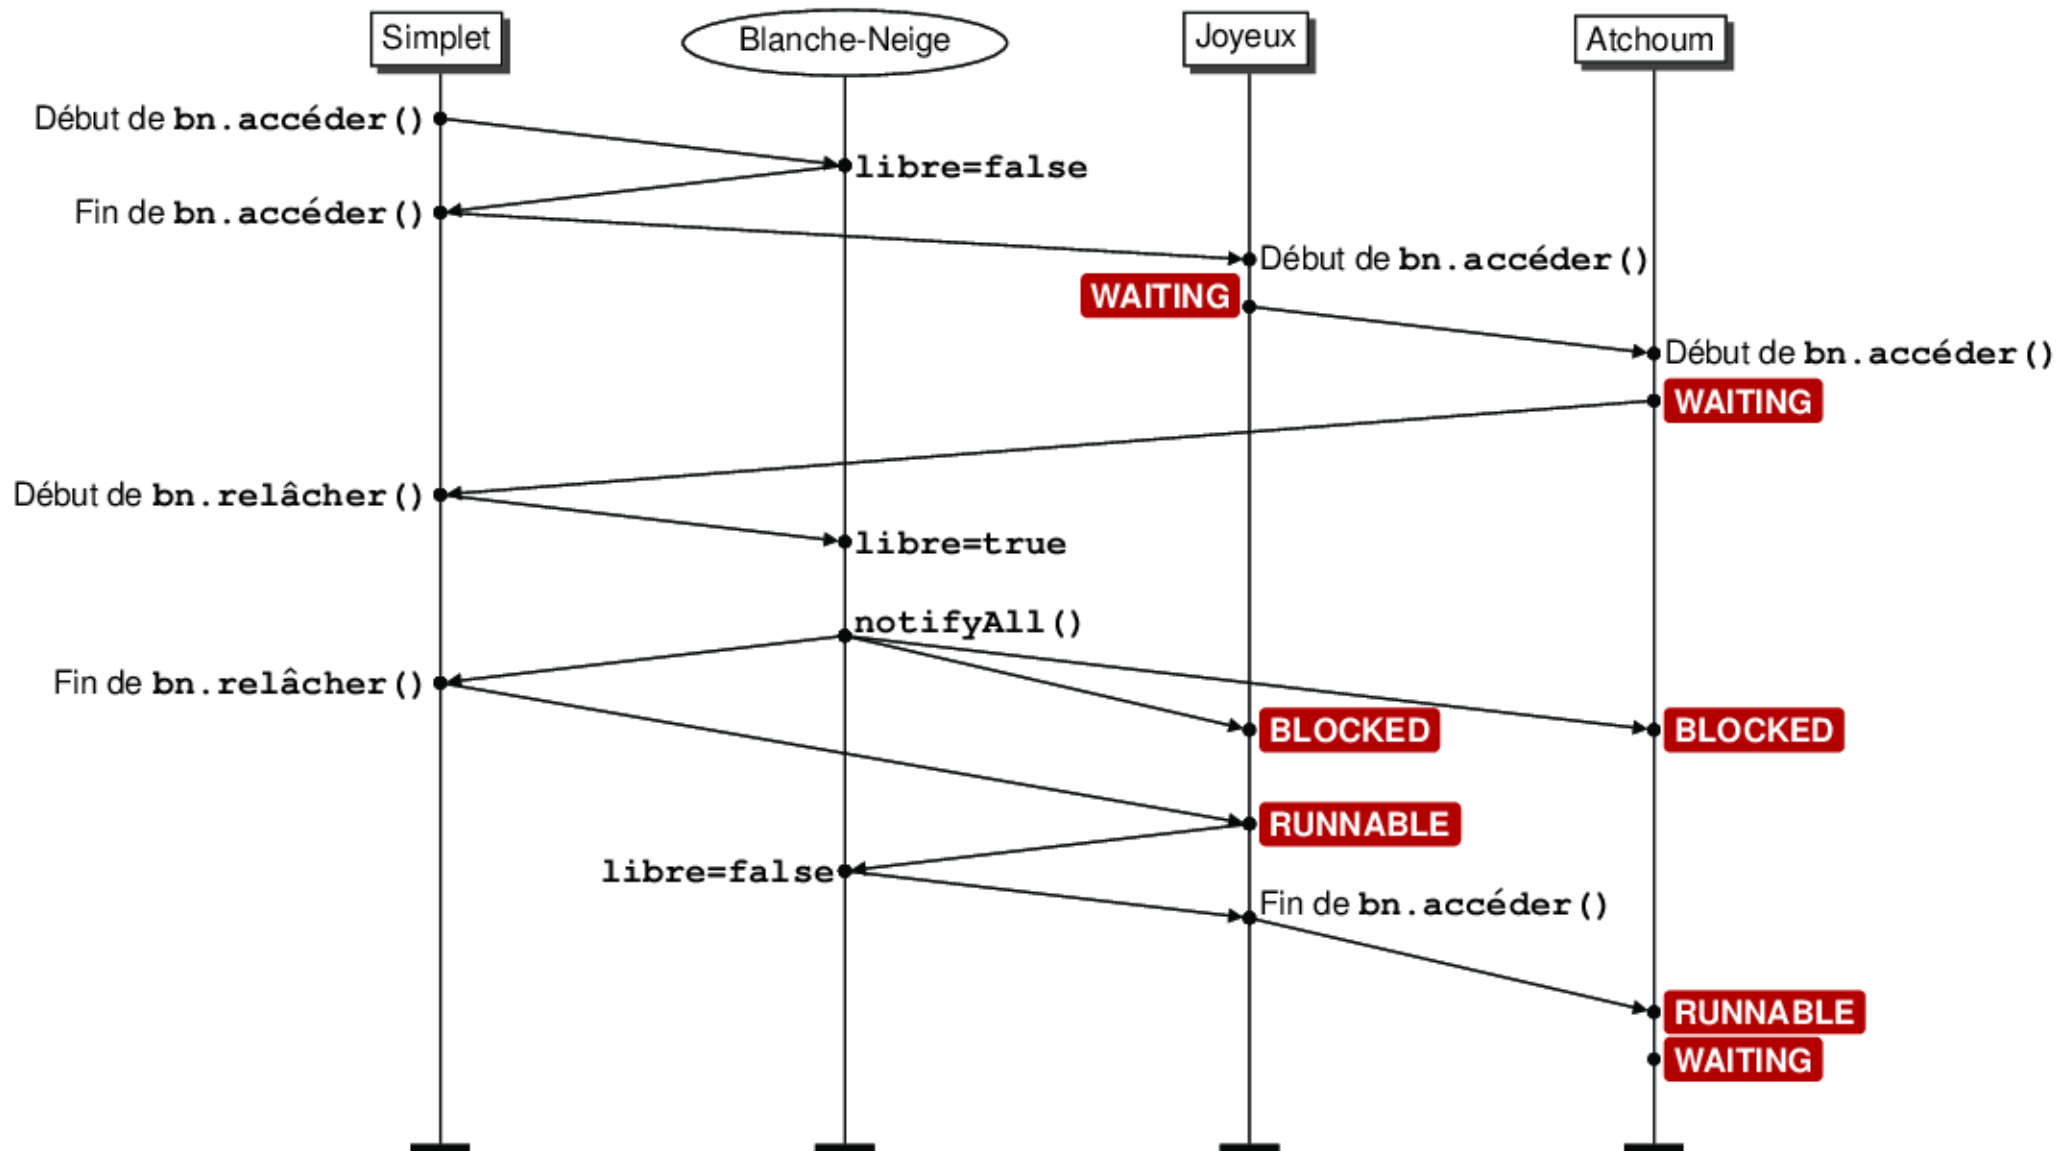 Simplet
Blanche-Neige
Joyeux
Atchoum
Début de bn.accéder()
libre=false
Fin de bn.accéder()
Début de bn.accéder()
WAITING
Début de bn.accéder()
WAITING
Début de bn.relâcher()
libre=true
notifyAll()
Fin de bn.relâcher()
BLOCKED
BLOCKED
RUNNABLE
libre=false
Fin de bn.accéder()
RUNNABLE
WAITING